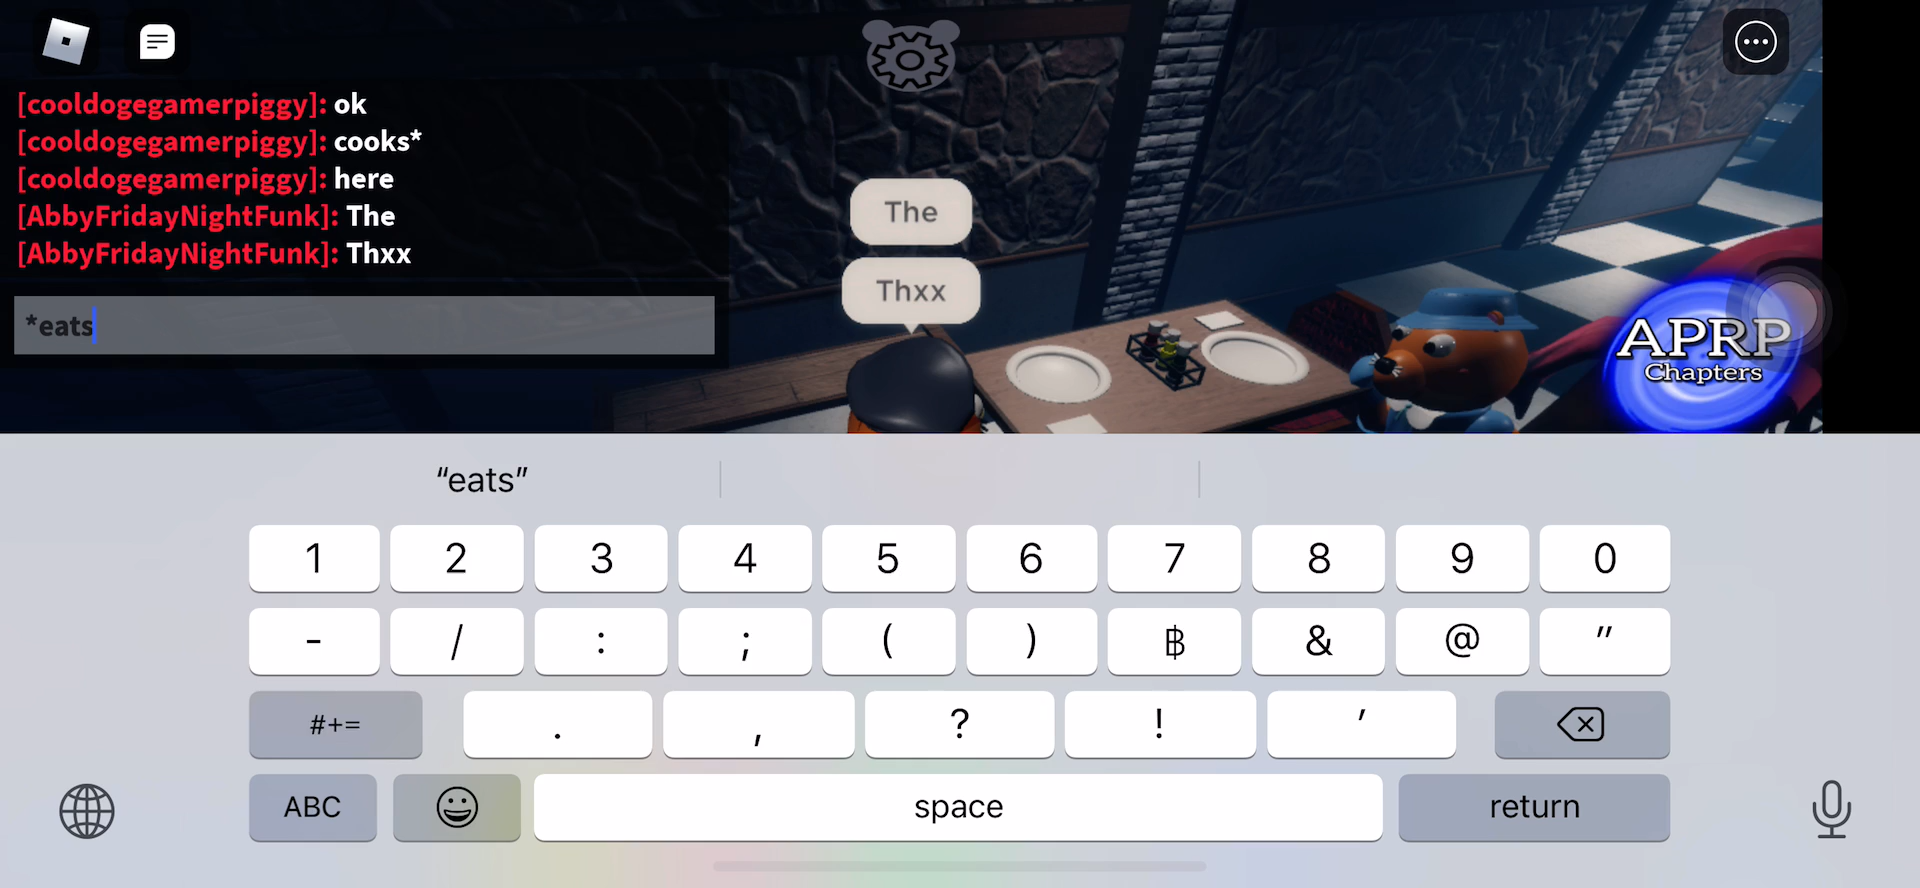 [cooldogegamerpiggy]: ok
[cooldogegamerpiggy]: cooks*
[cooldogegamerpiggy]: here
[AbbyFridayNightFunk]: The
[AbbyFridayNightFunk]: Thxx
*eats
The
Thxx
APRP
Chapters
“eats”
1 2 3 4 5 6 7 8 9 0
- / : ; ( ) ฿ & @ "
#+= . , ? ! '
ABC space return